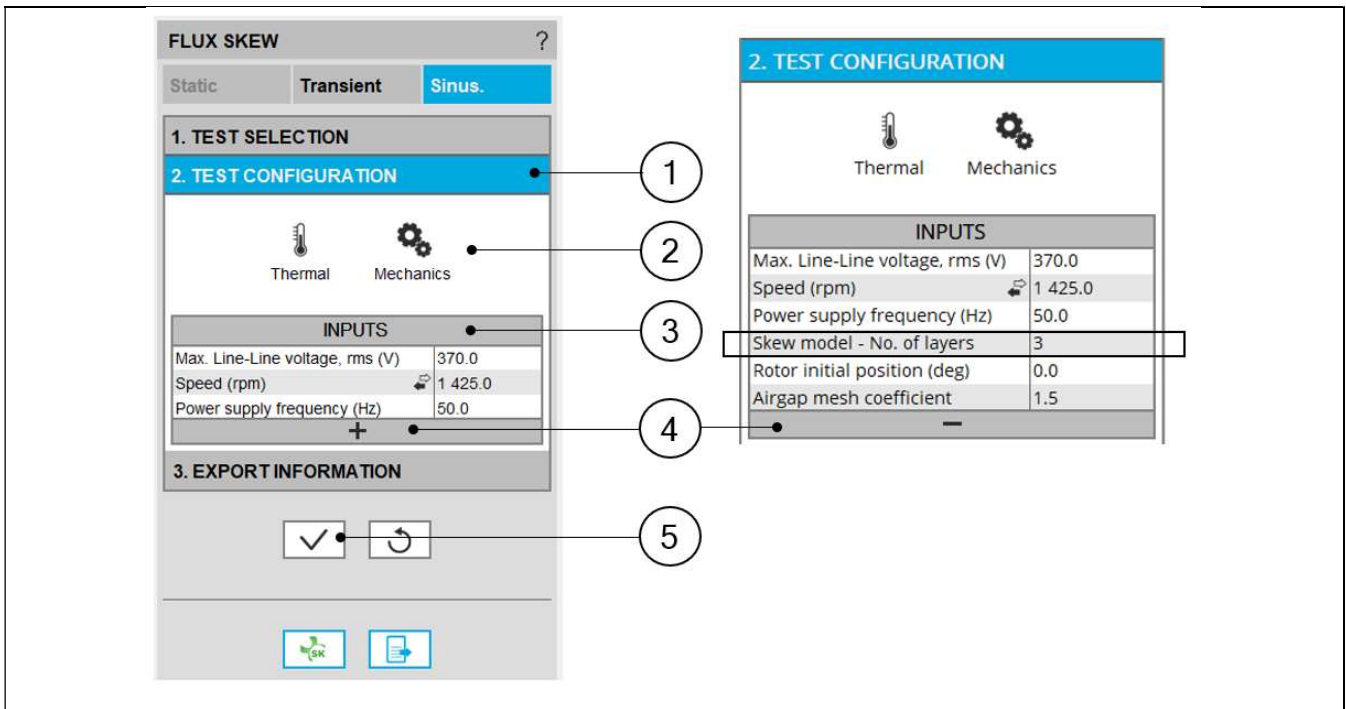 FLUX SKEW ?
Static Transient Sinus.
1. TEST SELECTION
2. TEST CONFIGURATION
Thermal Mechanics
INPUTS
Max. Line-Line voltage, rms (V) 370.0
Speed (rpm) 1 425.0
Power supply frequency (Hz) 50.0
+
3. EXPORT INFORMATION
SK
1
2
3
4
5
2. TEST CONFIGURATION
Thermal Mechanics
INPUTS
Max. Line-Line voltage, rms (V) 370.0
Speed (rpm) 1 425.0
Power supply frequency (Hz) 50.0
Skew model - No. of layers 3
Rotor initial position (deg) 0.0
Airgap mesh coefficient 1.5
−